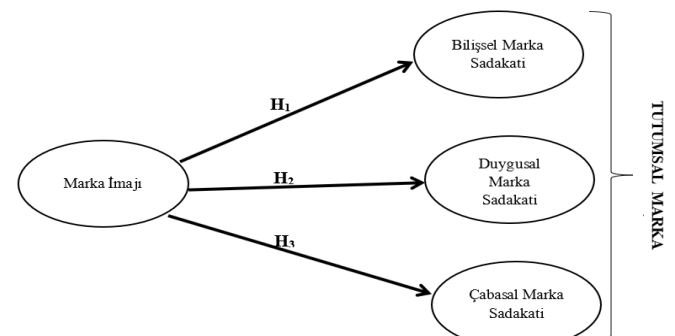 Bilişsel Marka
Sadakati
H₁
Marka İmajı
H₂
Duygusal
Marka
Sadakati
H₃
Çabasal Marka
Sadakati
TUTUMSAL MARKA